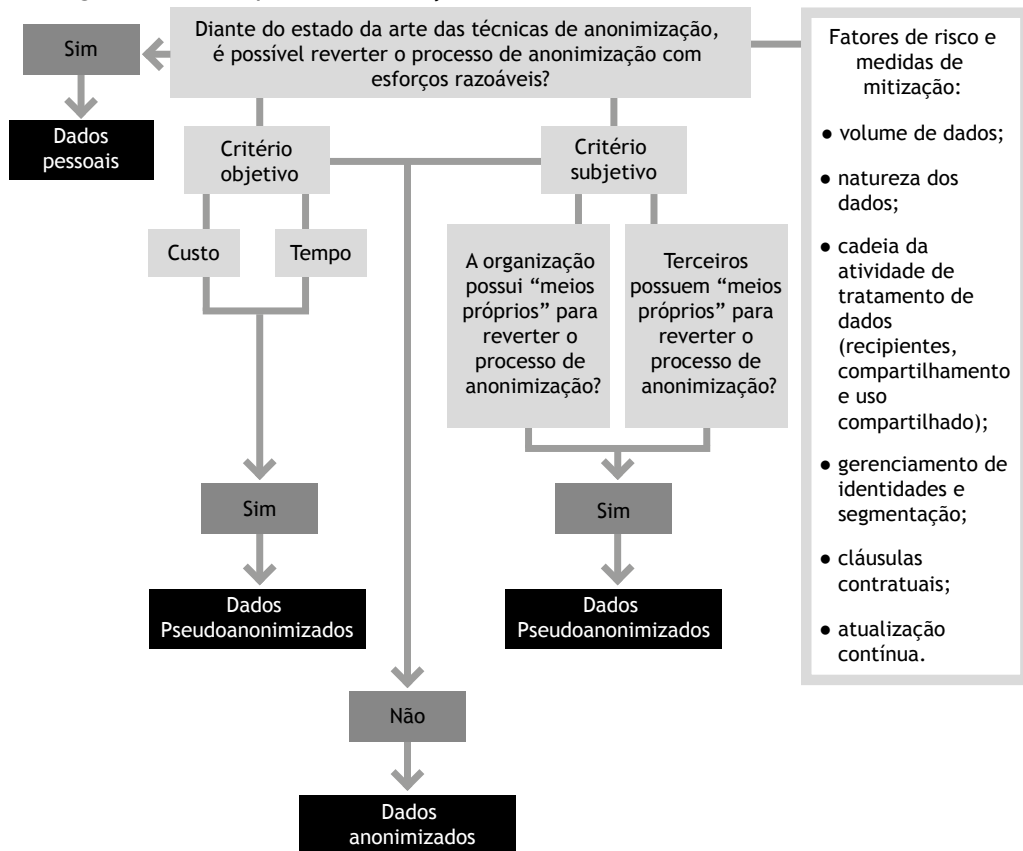 Diante do estado da arte das técnicas de anonimização,
é possível reverter o processo de anonimização com
esforços razoáveis?
Sim
Dados
pessoais
Critério
objetivo
Critério
subjetivo
Custo
Tempo
A organização
possui “meios
próprios” para
reverter o
processo de
anonimização?
Terceiros
possuem “meios
próprios” para
reverter o
processo de
anonimização?
Sim
Dados
Pseudoanonimizados
Sim
Dados
Pseudoanonimizados
Não
Dados
anonimizados
Fatores de risco e
medidas de
mitização:
● volume de dados;
● natureza dos
dados;
● cadeia da
atividade de
tratamento de
dados
(recipientes,
compartilhamento
e uso
compartilhado);
● gerenciamento de
identidades e
segmentação;
● cláusulas
contratuais;
● atualização
contínua.